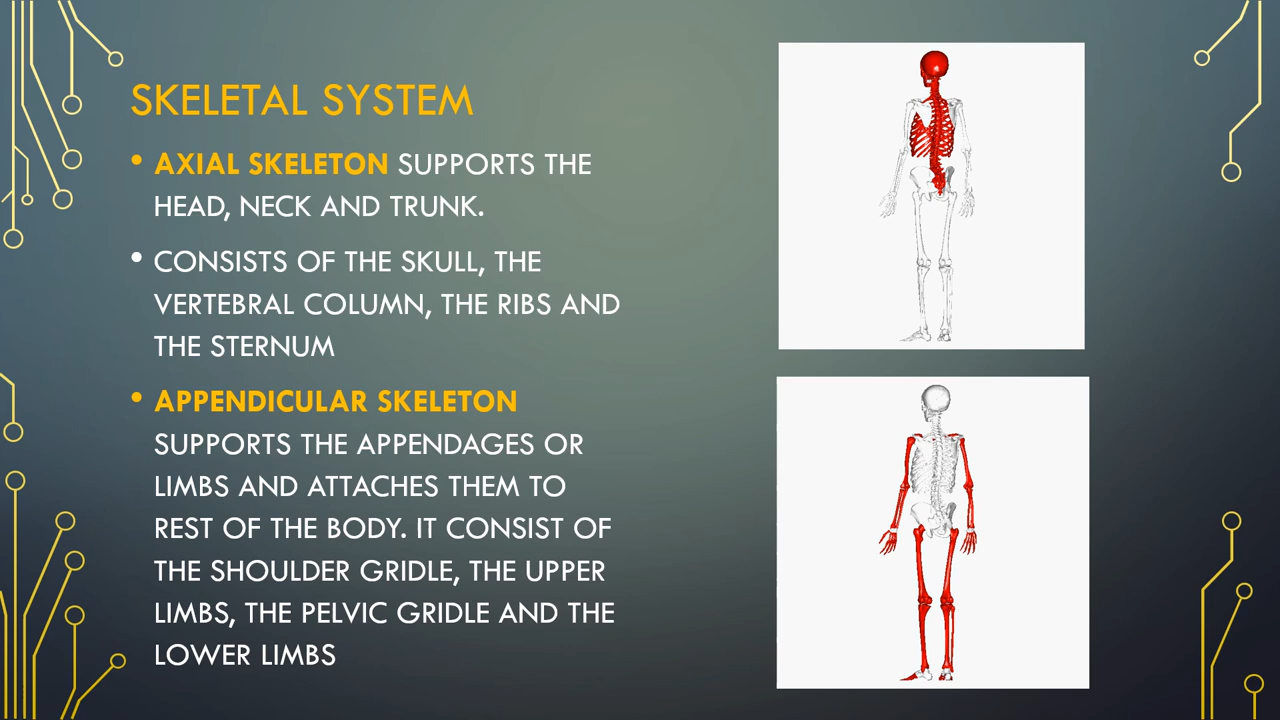 SKELETAL SYSTEM
• AXIAL SKELETON SUPPORTS THE
HEAD, NECK AND TRUNK.
• CONSISTS OF THE SKULL, THE
VERTEBRAL COLUMN, THE RIBS AND
THE STERNUM
• APPENDICULAR SKELETON
SUPPORTS THE APPENDAGES OR
LIMBS AND ATTACHES THEM TO
REST OF THE BODY. IT CONSIST OF
THE SHOULDER GRIDLE, THE UPPER
LIMBS, THE PELVIC GRIDLE AND THE
LOWER LIMBS